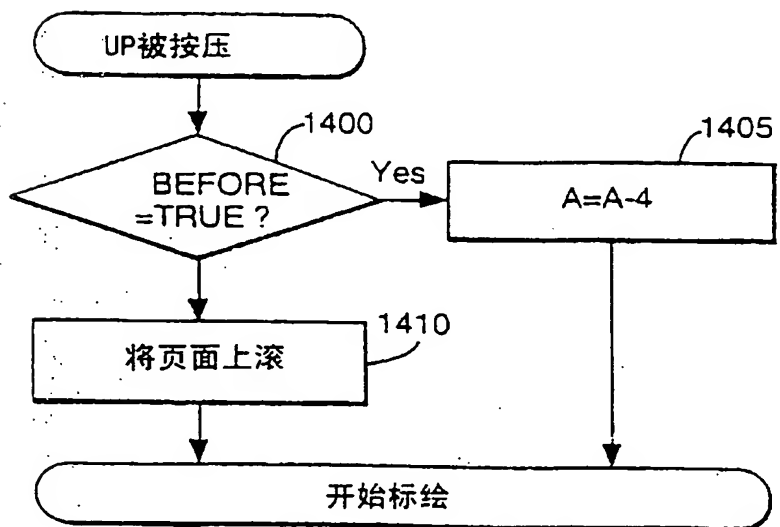 UP被按压
1400
BEFORE
=TRUE?
Yes
1405
A=A-4
1410
将页面上滚
开始标绘